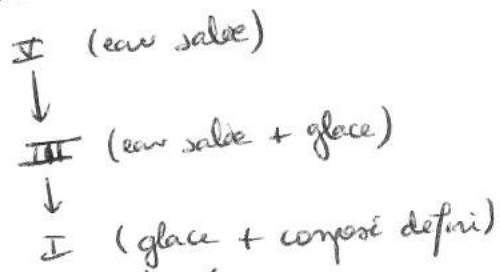 V (eau salée)
↓
III (eau salée + glace)
↓
I (glace + composé défini)